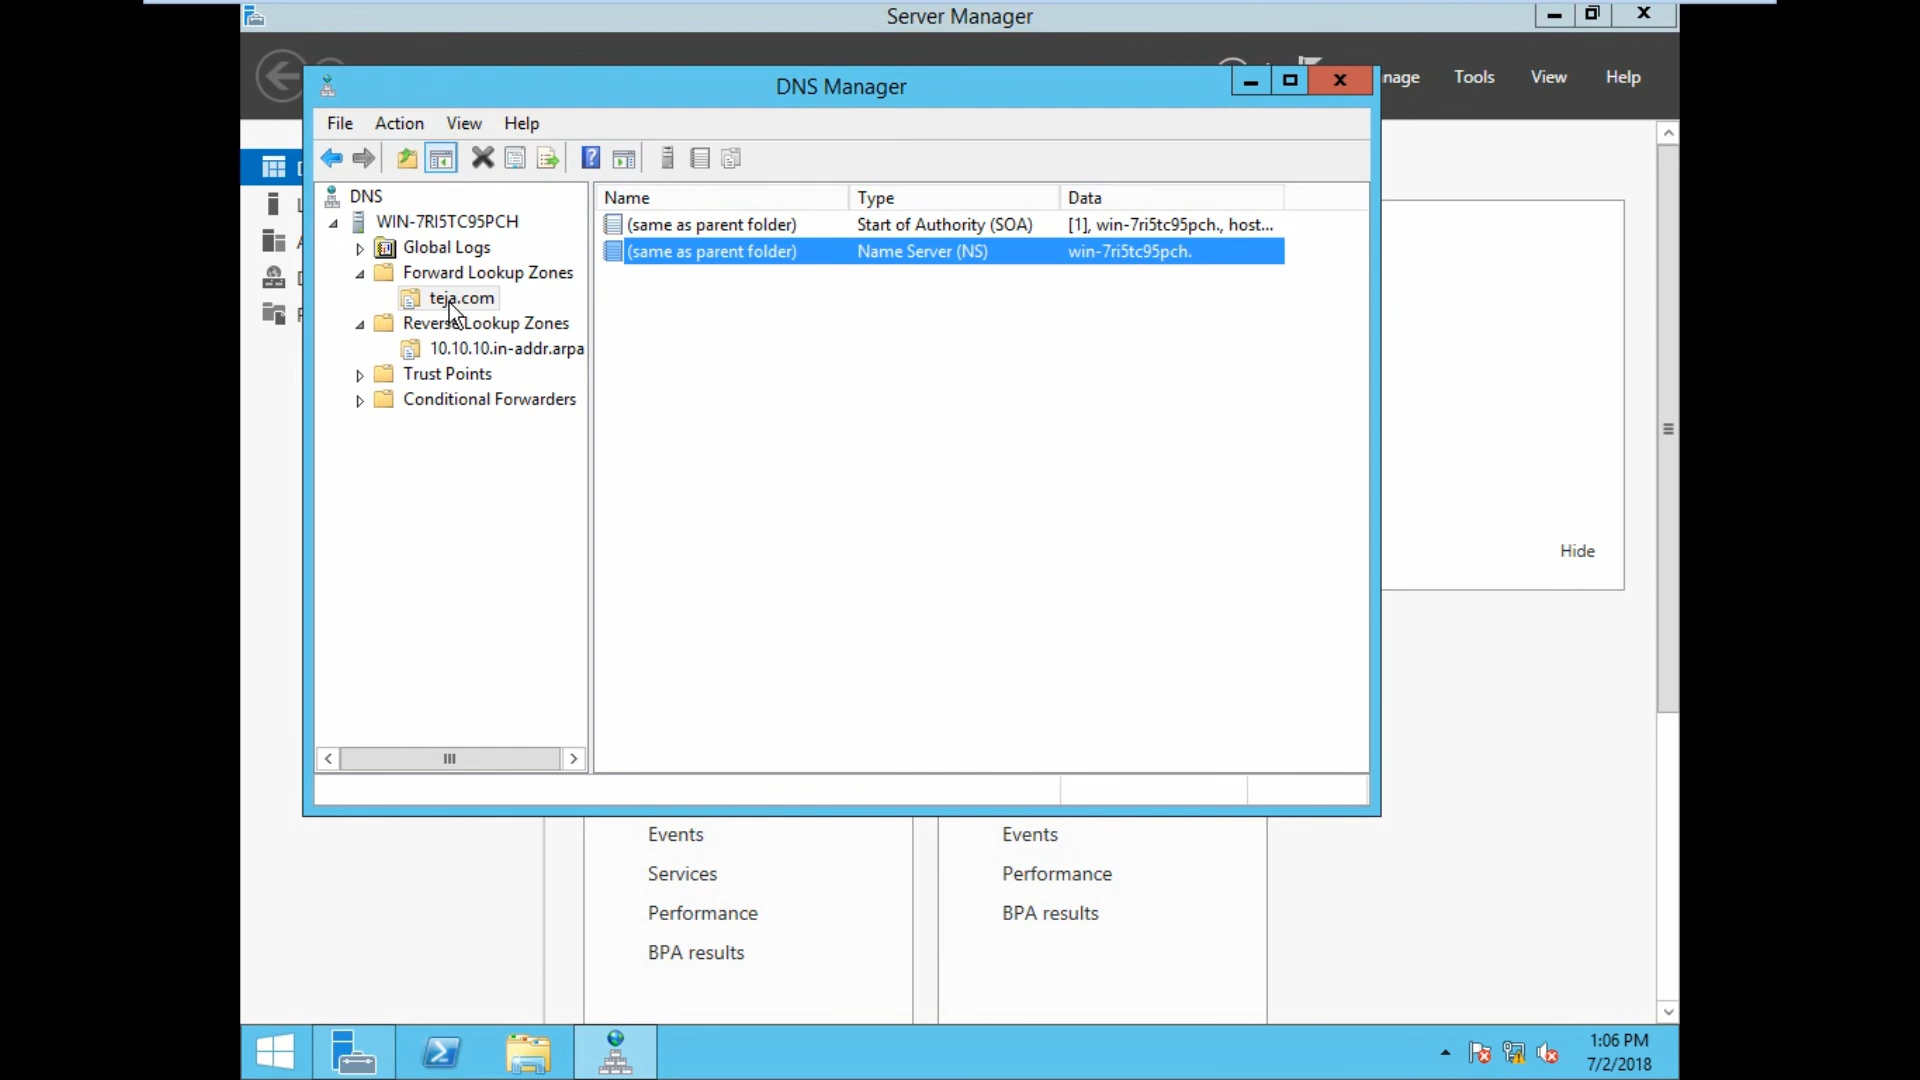 Server Manager
nage Tools View Help
DNS Manager
File Action View Help
DNS
WIN-7RI5TC95PCH
Global Logs
Forward Lookup Zones
teja.com
Reverse Lookup Zones
10.10.10.in-addr.arpa
Trust Points
Conditional Forwarders
Name Type Data
(same as parent folder) Start of Authority (SOA) [1], win-7ri5tc95pch., host...
(same as parent folder) Name Server (NS) win-7ri5tc95pch.
Hide
Events
Services
Performance
BPA results
Events
Performance
BPA results
1:06 PM
7/2/2018